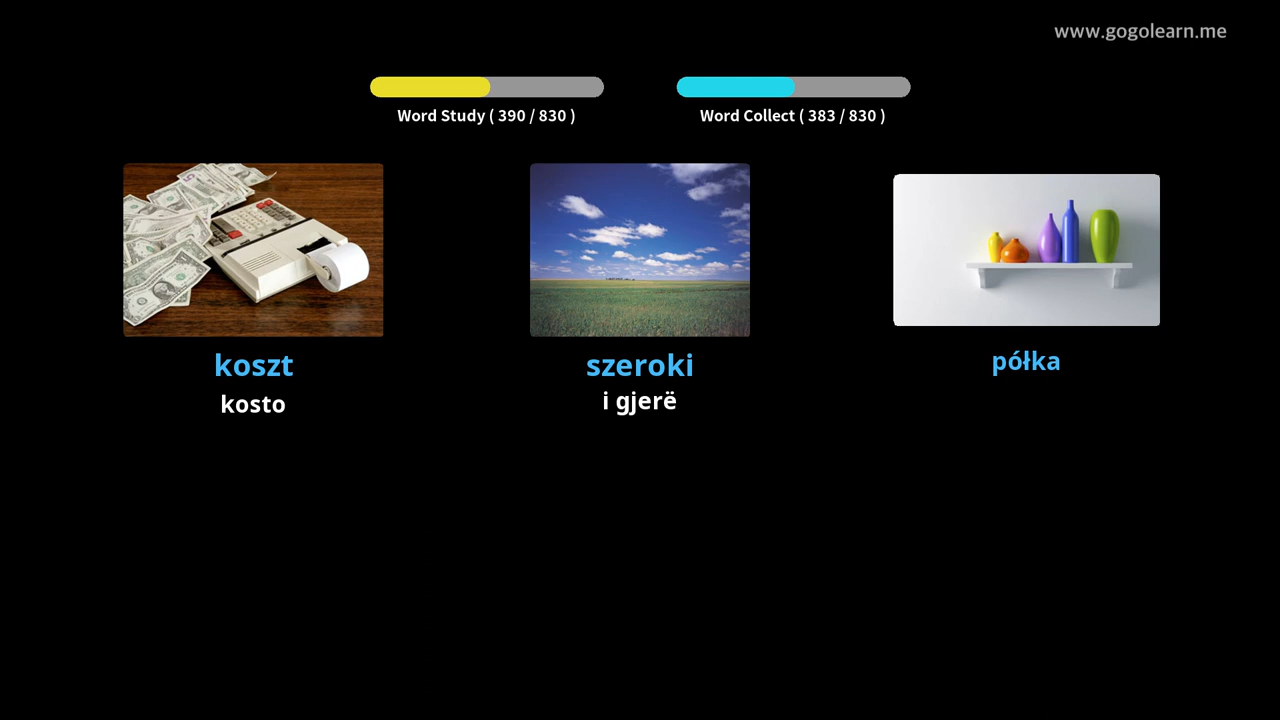 www.gogolearn.me
Word Study ( 390 / 830 )
Word Collect ( 383 / 830 )
koszt
kosto
szeroki
i gjerë
półka